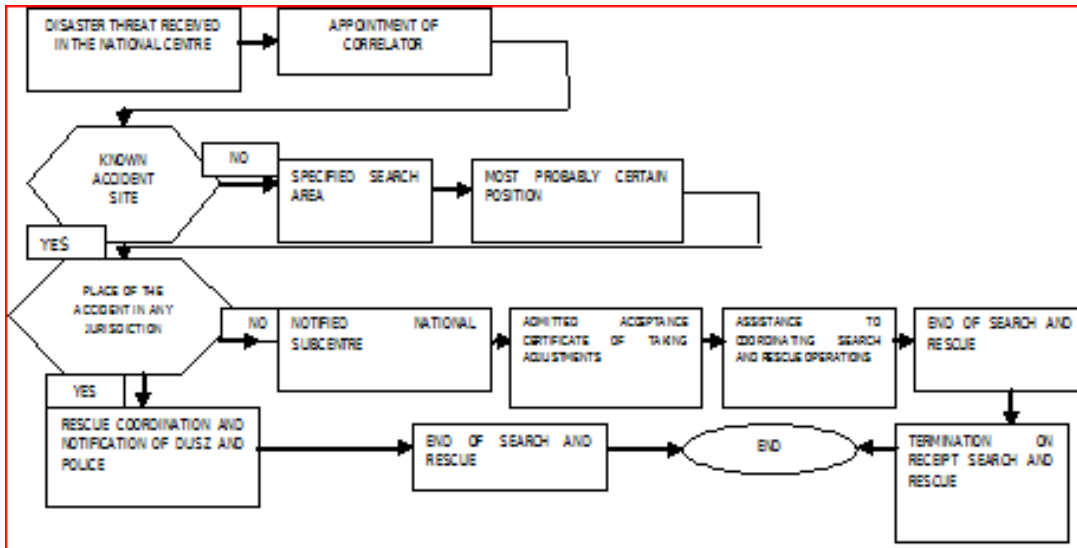 DISASTER THREAT RECEIVED
IN THE NATIONAL CENTRE
APPOINTMENT OF
CORRELATOR
KNOWN
ACCIDENT
SITE
NO
SPECIFIED SEARCH
AREA
MOST PROBABLY CERTAIN
POSITION
YES
PLACE OF THE
ACCIDENT IN ANY
JURISDICTION
NO
NOTIFIED NATIONAL
SUBCENTRE
ADMITTED ACCEPTANCE
CERTIFICATE OF TAKING
ADJUSTMENTS
ASSISTANCE TO
COORDINATING SEARCH
AND RESCUE OPERATIONS
END OF SEARCH AND
RESCUE
YES
RESCUE COORDINATION AND
NOTIFICATION OF DUSZ AND
POLICE
END OF SEARCH AND
RESCUE
END
TERMINATION ON
RECEIPT SEARCH AND
RESCUE